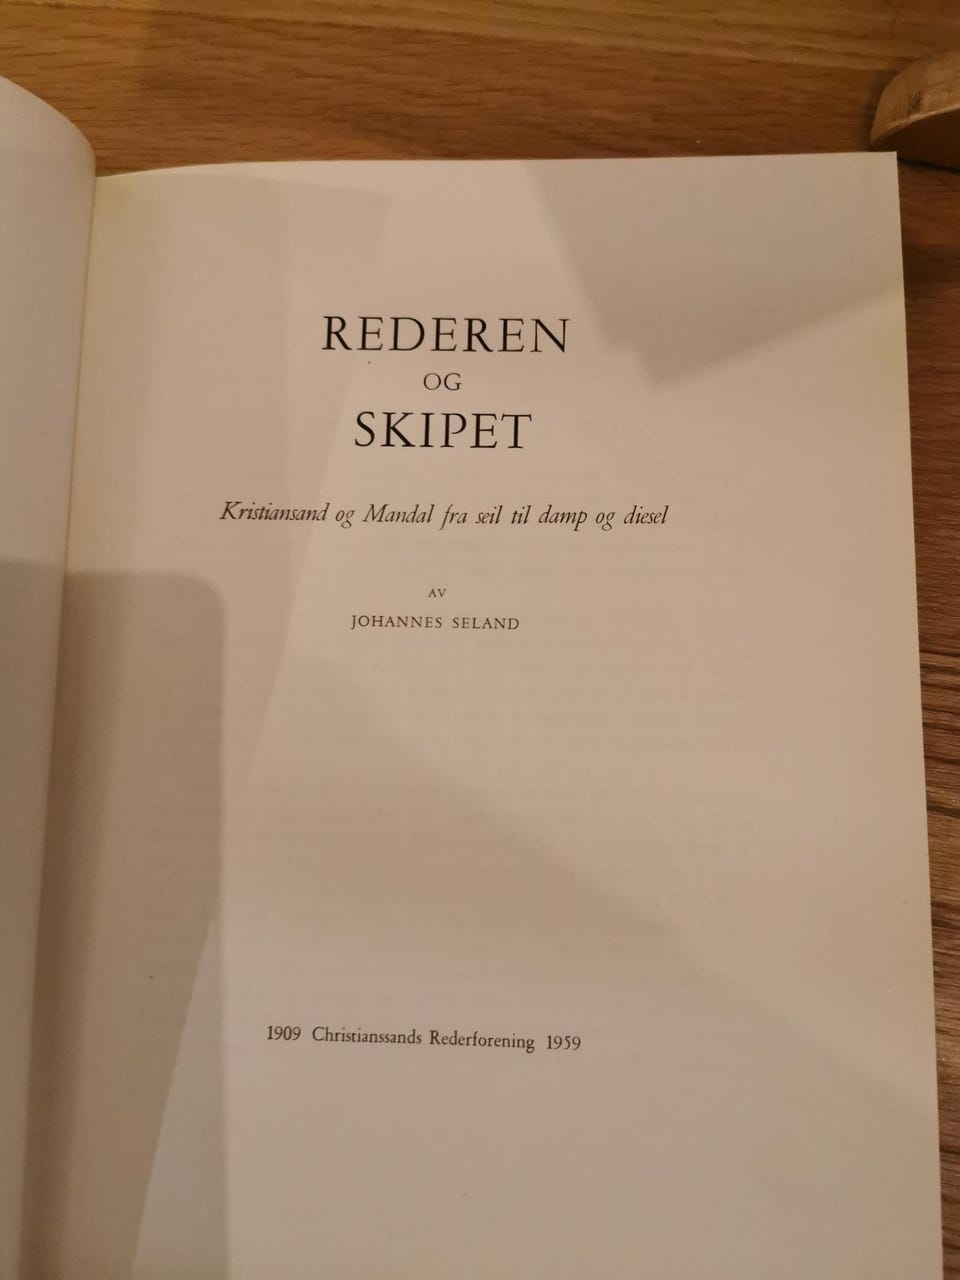 REDEREN
OG
SKIPET
Kristiansand og Mandal fra seil til damp og diesel
AV
JOHANNES SELAND
1909 Christianssands Rederforening 1959